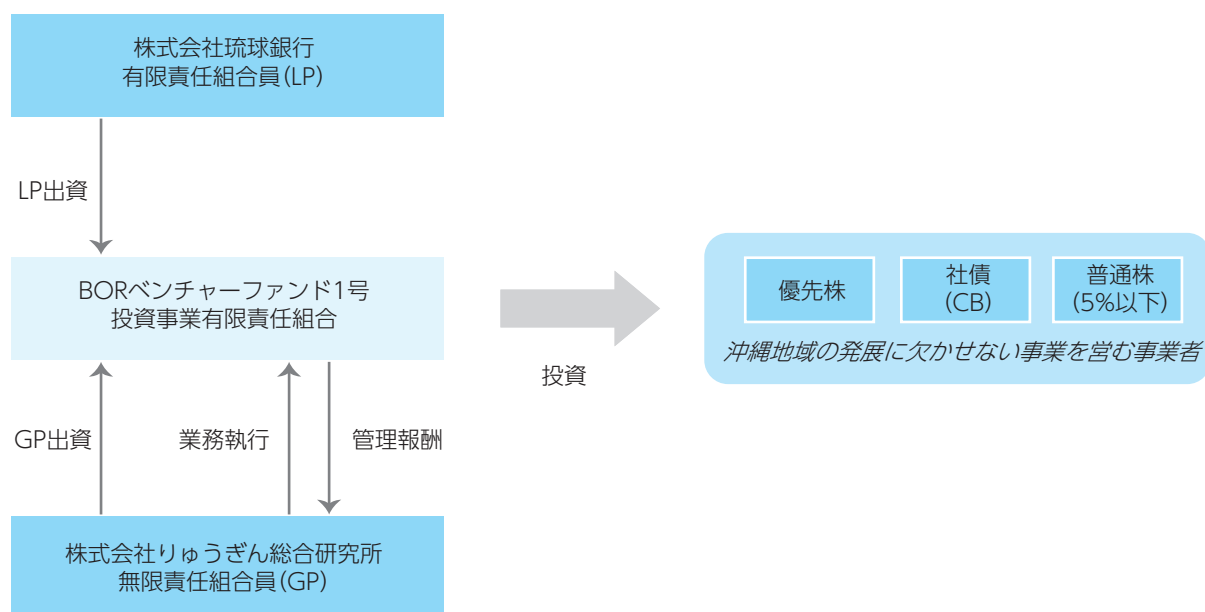 株式会社琉球銀行
有限責任組合員(LP)
LP出資
BORベンチャーファンド1号
投資事業有限責任組合
GP出資
業務執行
管理報酬
株式会社りゅうぎん総合研究所
無限責任組合員(GP)
投資
優先株
社債
(CB)
普通株
(5%以下)
沖縄地域の発展に欠かせない事業を営む事業者